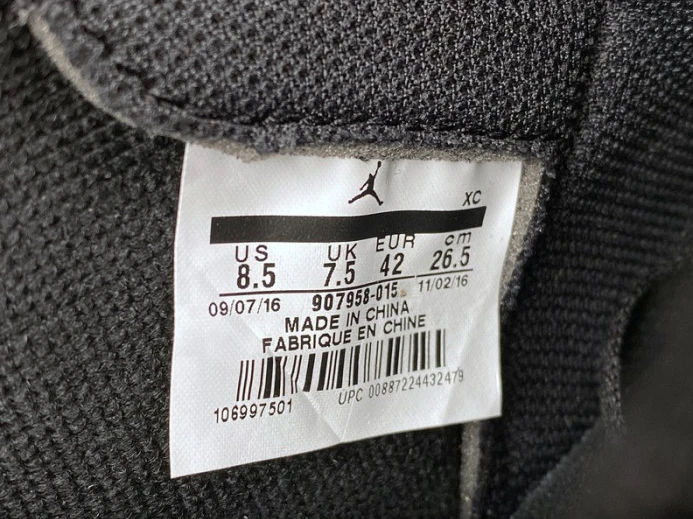 XC
US UK EUR cm
8.5 7.5 42 26.5
09/07/16 907958-015 11/02/16
MADE IN CHINA
FABRIQUE EN CHINE
106997501 UPC 00887224432479